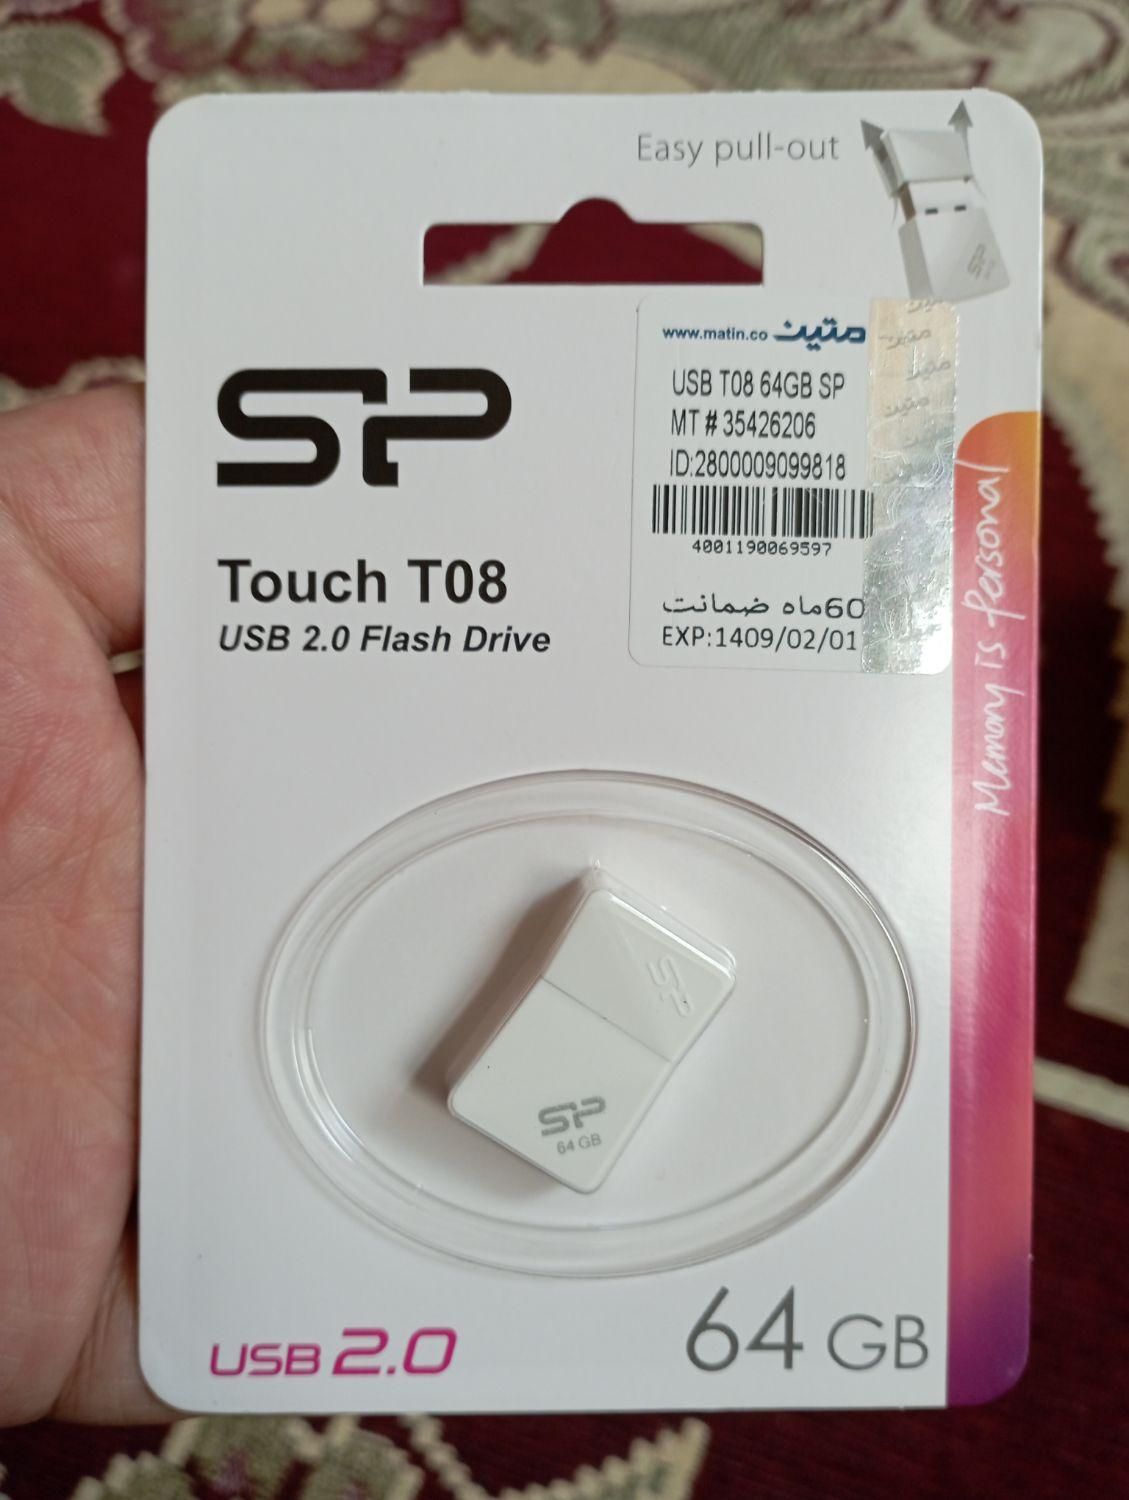 Easy pull-out
SP
www.matin.co متین
USB T08 64GB SP
MT # 35426206
ID:2800009099818
4001190069597
60ماه ضمانت
EXP:1409/02/01
SP
Touch T08
USB 2.0 Flash Drive
Memory is personal
SP
SP
64 GB
USB 2.0
64 GB